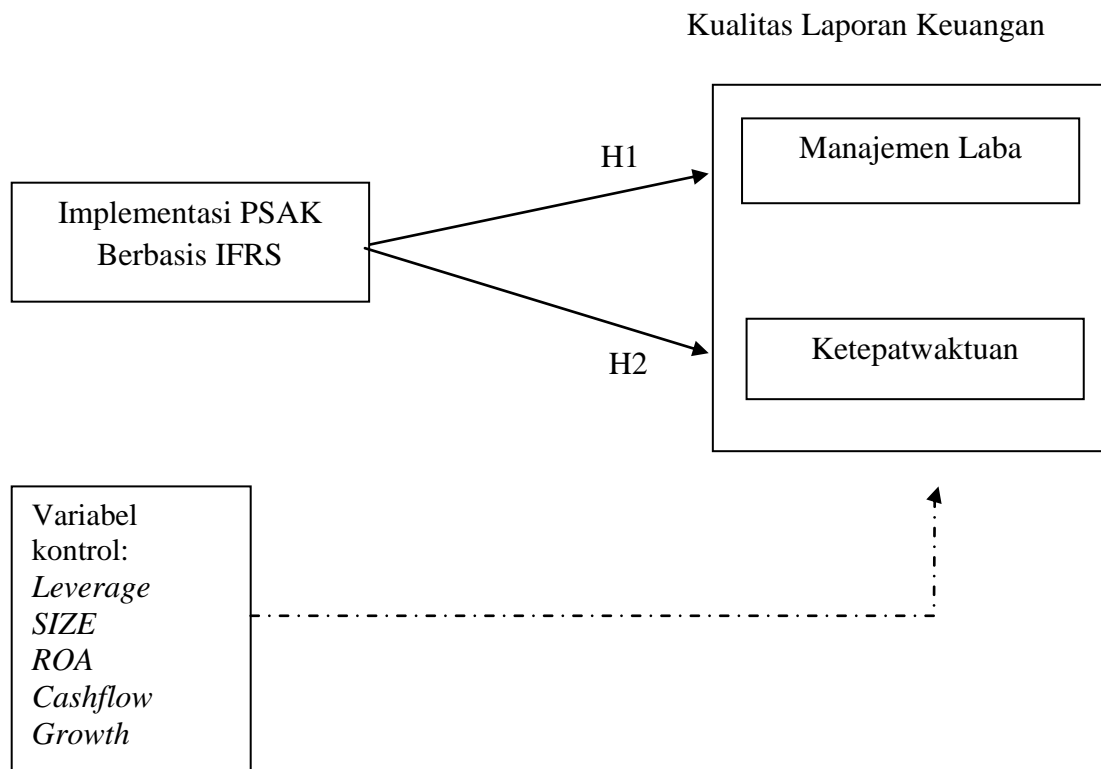 Kualitas Laporan Keuangan
Manajemen Laba
H1
Implementasi PSAK
Berbasis IFRS
Ketepatwaktuan
H2
Variabel
kontrol:
Leverage
SIZE
ROA
Cashflow
Growth